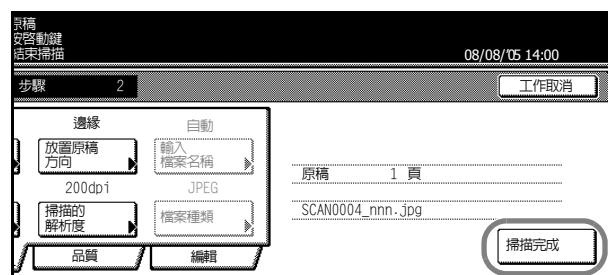 原稿
按啓動鍵
結束掃描
08/08/'05 14:00
步驟 2
工作取消
邊緣 自動
放置原稿 輸入
方向 檔案名稱
原稿 1 頁
200dpi JPEG
SCAN0004_nnn.jpg
掃描的 檔案種類
解析度
掃描完成
品質 編輯